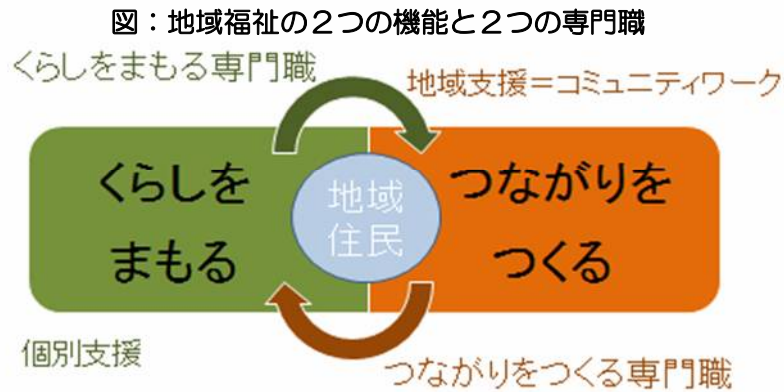 図：地域福祉の２つの機能と２つの専門職
くらしをまもる専門職
地域支援＝コミュニティワーク
くらしを
まもる
地域
住民
つながりを
つくる
個別支援
つながりをつくる専門職